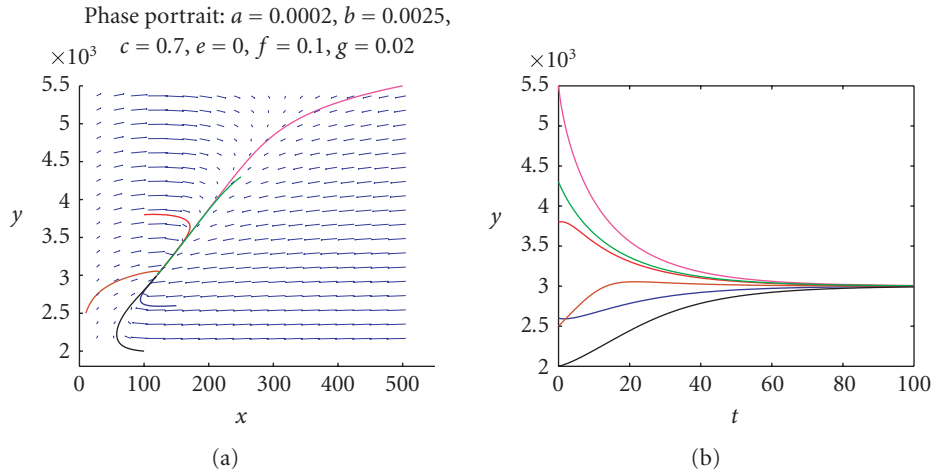 Phase portrait: a = 0.0002, b = 0.0025,
c = 0.7, e = 0, f = 0.1, g = 0.02
×10³
5.5
5
4.5
4
3.5
3
2.5
2
y
0 100 200 300 400 500
x
(a)
×10³
5.5
5
4.5
4
3.5
3
2.5
2
y
0 20 40 60 80 100
t
(b)